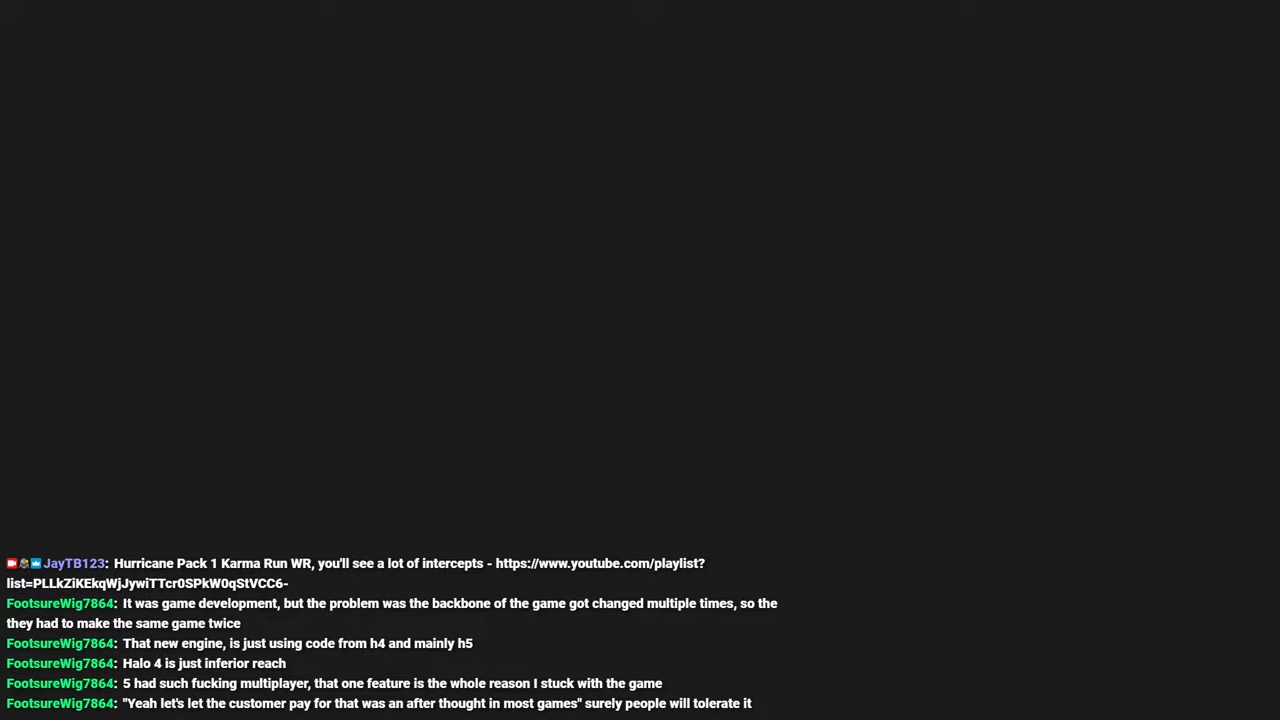 JayTB123: Hurricane Pack 1 Karma Run WR, you'll see a lot of intercepts - https://www.youtube.com/playlist?
list=PLLkZiKEkqWjJywiTTcr0SPkW0qStVCC6-
FootsureWig7864: It was game development, but the problem was the backbone of the game got changed multiple times, so the
they had to make the same game twice
FootsureWig7864: That new engine, is just using code from h4 and mainly h5
FootsureWig7864: Halo 4 is just inferior reach
FootsureWig7864: 5 had such fucking multiplayer, that one feature is the whole reason I stuck with the game
FootsureWig7864: "Yeah let's let the customer pay for that was an after thought in most games" surely people will tolerate it